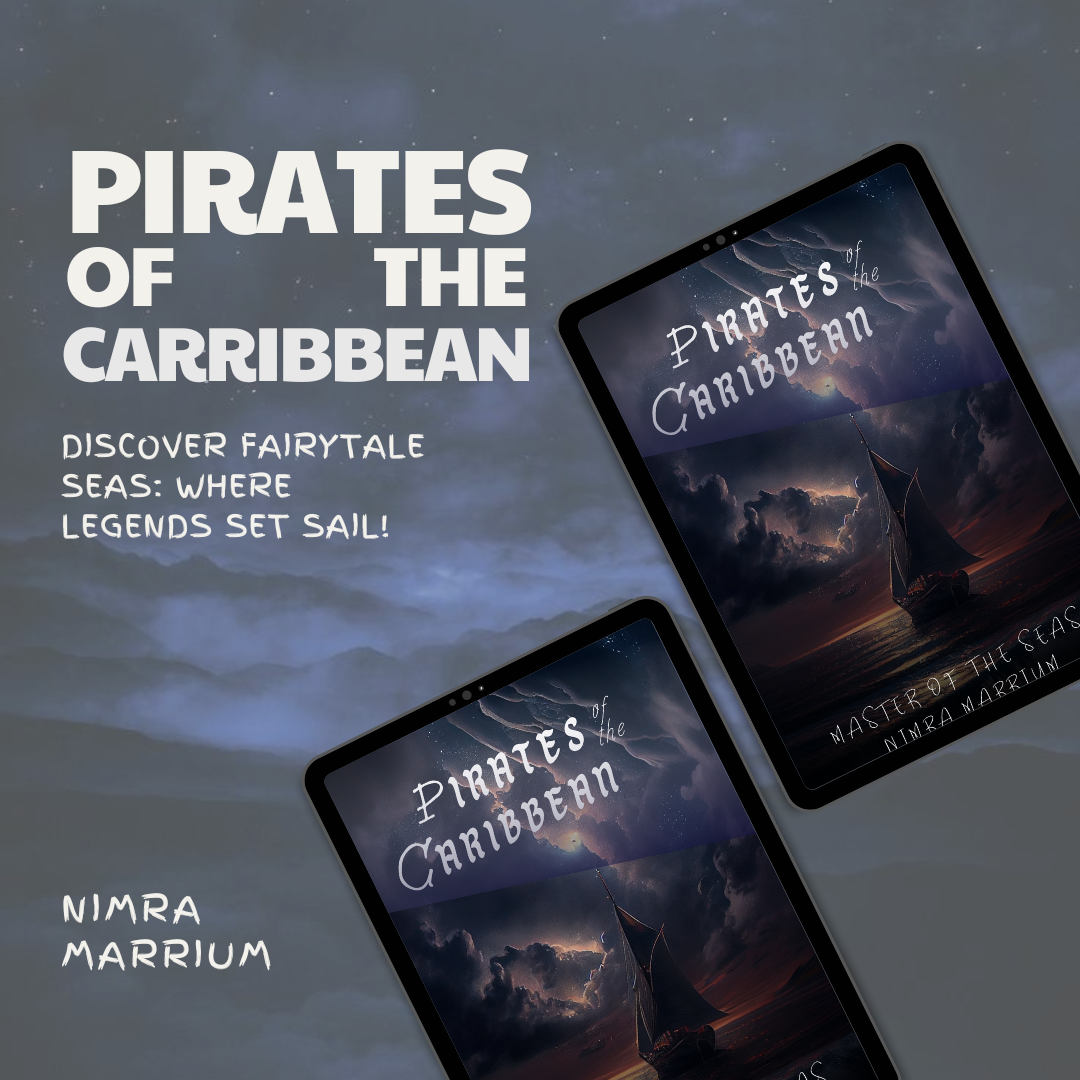 PIRATES
OF THE
CARRIBBEAN
DISCOVER FAIRYTALE
SEAS: WHERE
LEGENDS SET SAIL!
NIMRA
MARRIUM
PIRATES of the
CARIBBEAN
MASTER OF THE SEAS
NIMRA MARRIUM
PIRATES of the
CARIBBEAN
AS